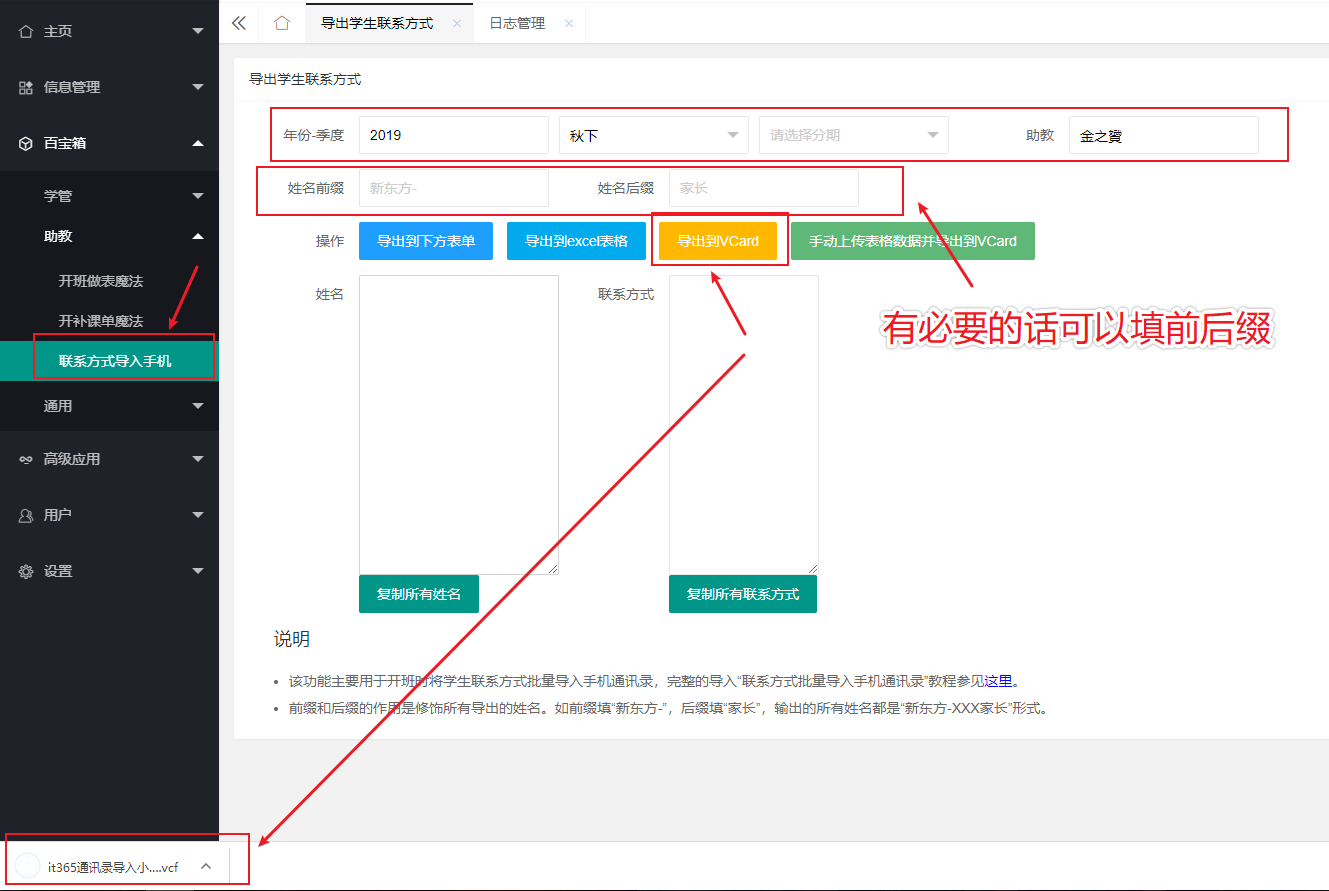 主页
信息管理
百宝箱
学管
助教
开班做表魔法
开补课单魔法
联系方式导入手机
通用
高级应用
用户
设置
导出学生联系方式
日志管理
导出学生联系方式
年份-季度 2019 秋下 请选择分期 助教 金之賮
姓名前缀 新东方- 姓名后缀 家长
操作 导出到下方表单 导出到excel表格 导出到VCard 手动上传表格数据并导出到VCard
姓名 联系方式
有必要的话可以填前后缀
复制所有姓名 复制所有联系方式
说明
该功能主要用于开班时将学生联系方式批量导入手机通讯录，完整的导入“联系方式批量导入手机通讯录”教程参见这里。
前缀和后缀的作用是修饰所有导出的姓名。如前缀填“新东方-”，后缀填“家长”，输出的所有姓名都是“新东方-XXX家长”形式。
it365通讯录导入小....vcf